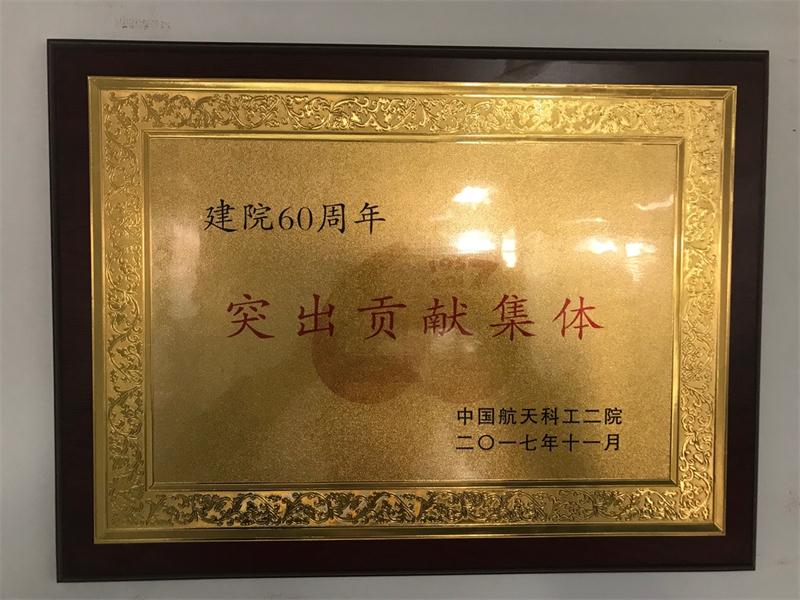 建院60周年
突出贡献集体
中国航天科工二院
二〇一七年十一月